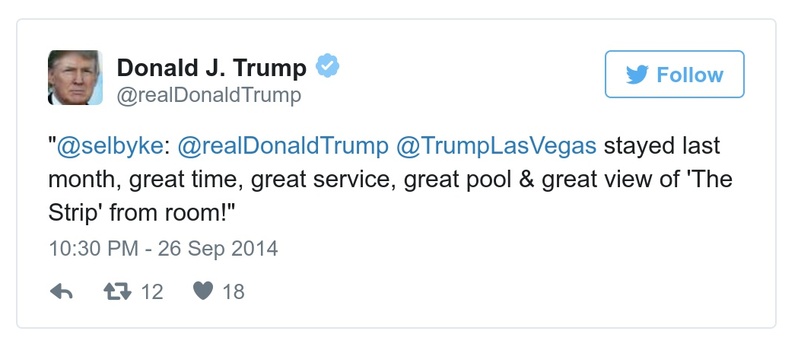 Donald J. Trump
@realDonaldTrump
Follow
"@selbyke: @realDonaldTrump @TrumpLasVegas stayed last
month, great time, great service, great pool & great view of 'The
Strip' from room!"
10:30 PM - 26 Sep 2014
12 18